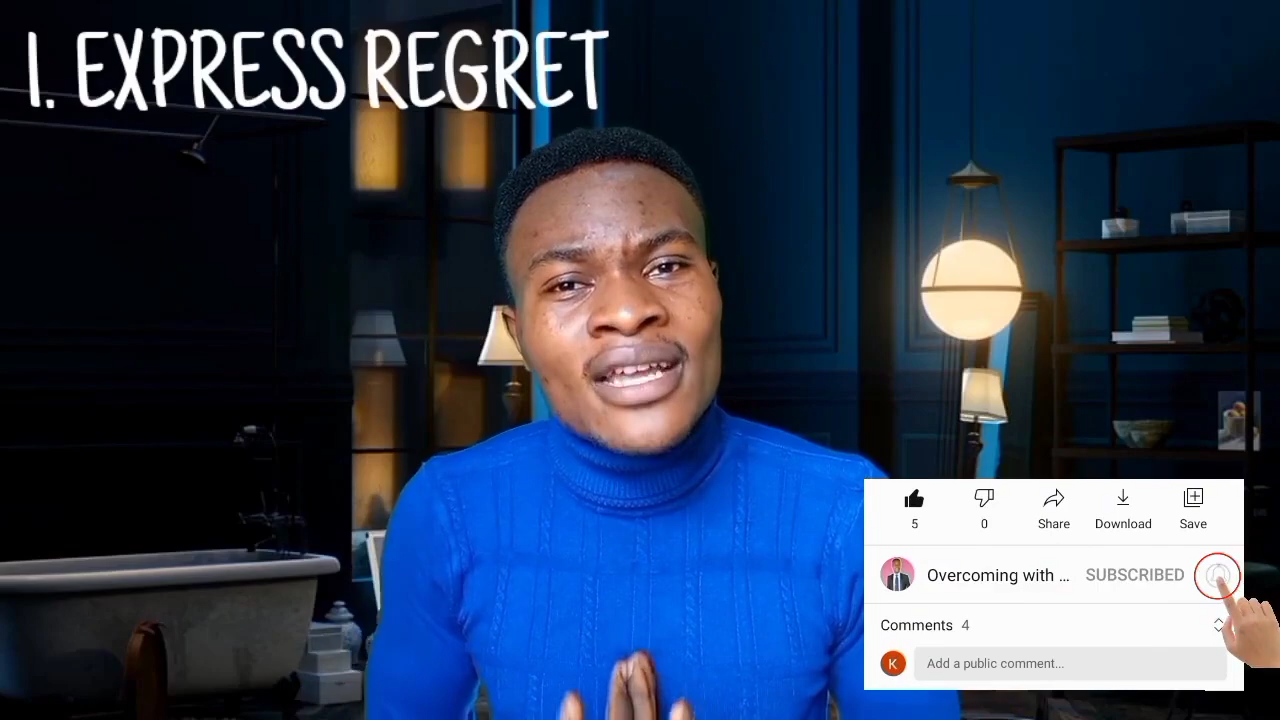 1. EXPRESS REGRET
5 0 Share Download Save
Overcoming with ... SUBSCRIBED
Comments 4
K Add a public comment...